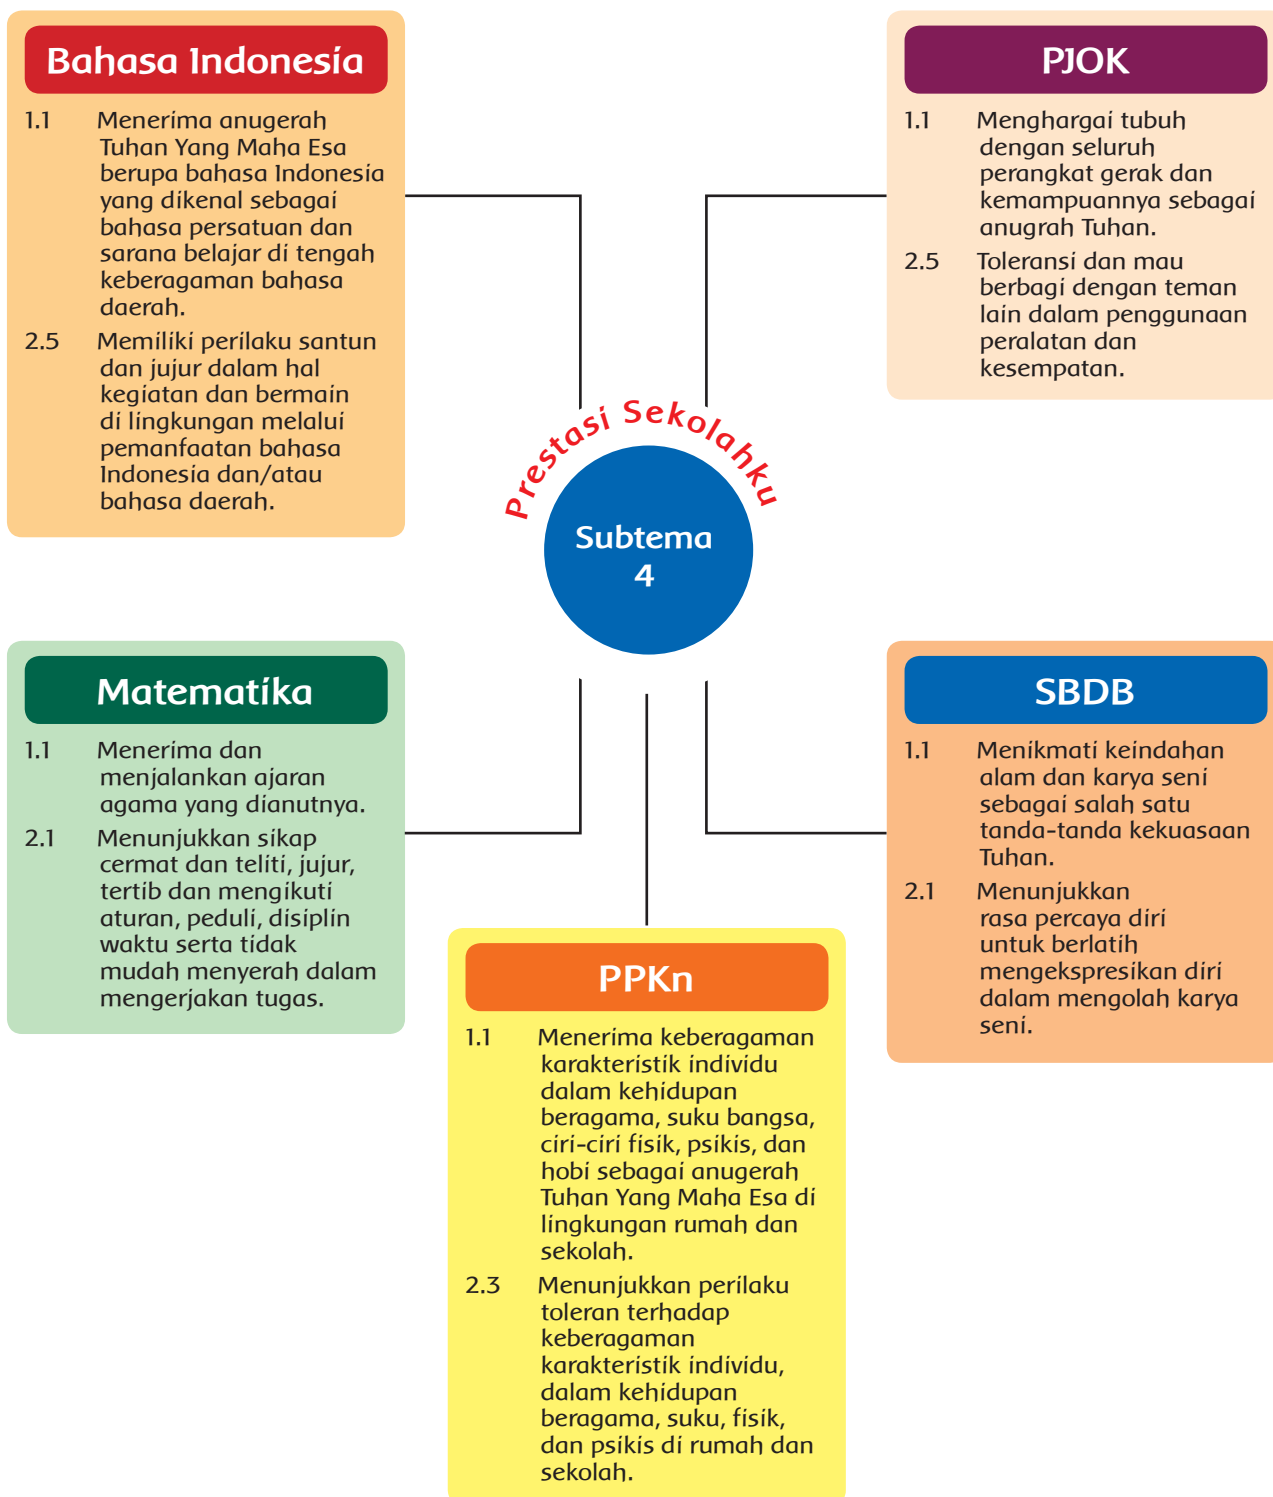 Bahasa Indonesia
1.1 Menerima anugerah
Tuhan Yang Maha Esa
berupa bahasa Indonesia
yang dikenal sebagai
bahasa persatuan dan
sarana belajar di tengah
keberagaman bahasa
daerah.
2.5 Memiliki perilaku santun
dan jujur dalam hal
kegiatan dan bermain
di lingkungan melalui
pemanfaatan bahasa
Indonesia dan/atau
bahasa daerah.
PJOK
1.1 Menghargai tubuh
dengan seluruh
perangkat gerak dan
kemampuannya sebagai
anugrah Tuhan.
2.5 Toleransi dan mau
berbagi dengan teman
lain dalam penggunaan
peralatan dan
kesempatan.
Prestasi Sekolahku
Subtema
4
Matematika
1.1 Menerima dan
menjalankan ajaran
agama yang dianutnya.
2.1 Menunjukkan sikap
cermat dan teliti, jujur,
tertib dan mengikuti
aturan, peduli, disiplin
waktu serta tidak
mudah menyerah dalam
mengerjakan tugas.
SBDB
1.1 Menikmati keindahan
alam dan karya seni
sebagai salah satu
tanda-tanda kekuasaan
Tuhan.
2.1 Menunjukkan
rasa percaya diri
untuk berlatih
mengekspresikan diri
dalam mengolah karya
seni.
PPKn
1.1 Menerima keberagaman
karakteristik individu
dalam kehidupan
beragama, suku bangsa,
ciri-ciri fisik, psikis, dan
hobi sebagai anugerah
Tuhan Yang Maha Esa di
lingkungan rumah dan
sekolah.
2.3 Menunjukkan perilaku
toleran terhadap
keberagaman
karakteristik individu,
dalam kehidupan
beragama, suku, fisik,
dan psikis di rumah dan
sekolah.